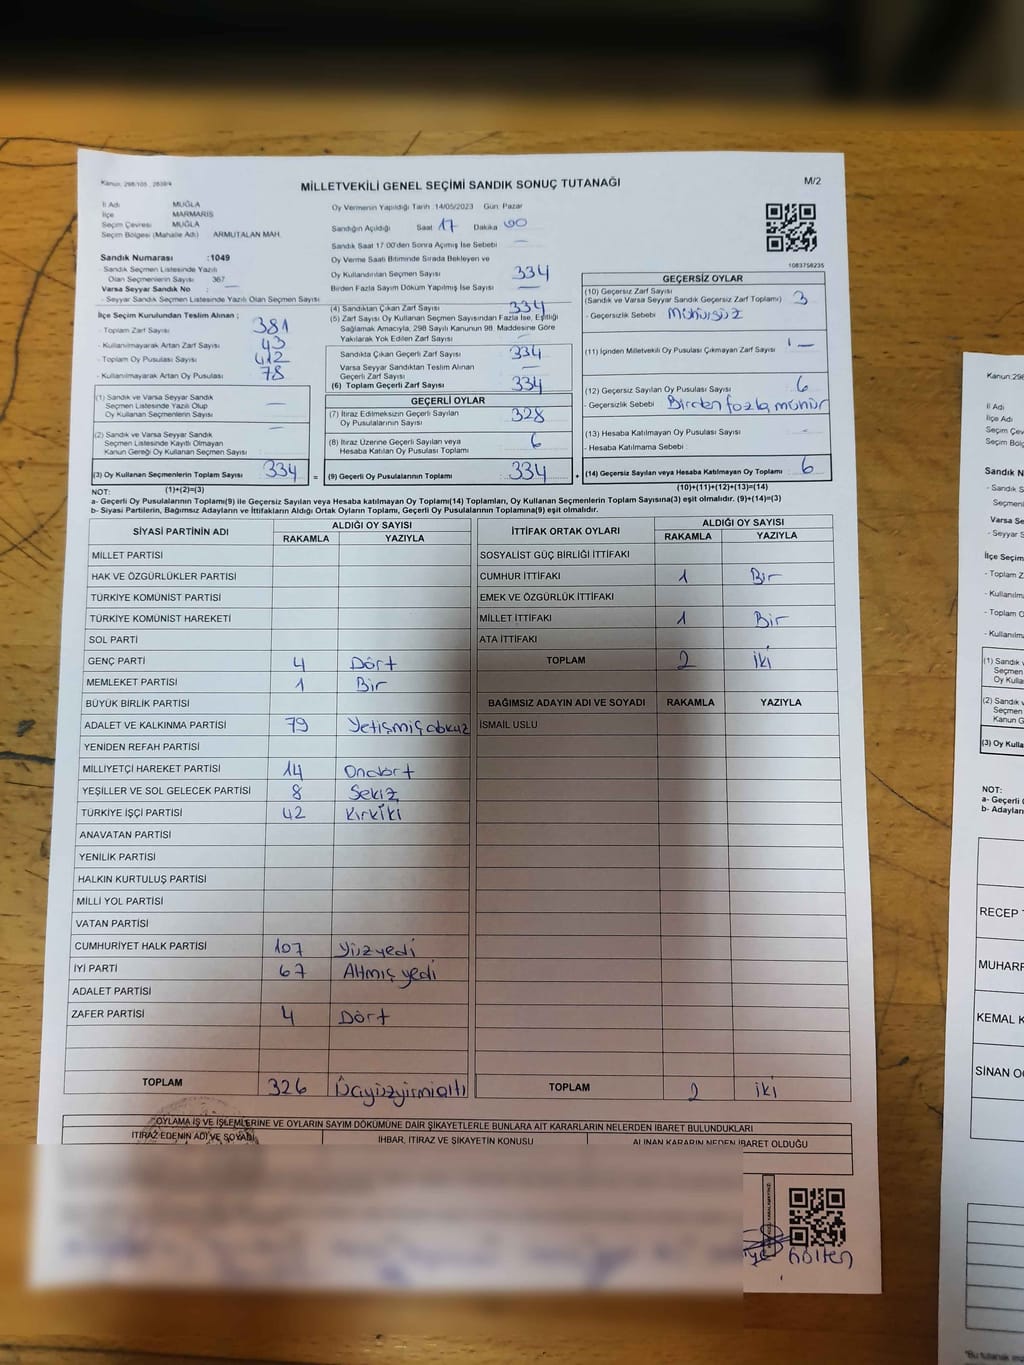 Kanun: 298/105 , 2839/4
MİLLETVEKİLİ GENEL SEÇİMİ SANDIK SONUÇ TUTANAĞI
M/2
İl Adı MUĞLA
İlçe MARMARİS
Seçim Çevresi MUĞLA
Seçim Bölgesi (Mahalle Adı) ARMUTALAN MAH.
Oy Vermenin Yapıldığı Tarih :14/05/2023 Gün: Pazar
Sandığın Açıldığı Saat 17 Dakika 00
Sandık Saat 17:00'den Sonra Açılmış İse Sebebi —
Oy Verme Saati Bitiminde Sırada Bekleyen ve
Oy Kullandırılan Seçmen Sayısı 334
Birden Fazla Sayım Döküm Yapılmış İse Sayısı —
1083758235
Sandık Numarası :1049
- Sandık Seçmen Listesinde Yazılı
Olan Seçmenlerin Sayısı 367
Varsa Seyyar Sandık No : —
- Seyyar Sandık Seçmen Listesinde Yazılı Olan Seçmen Sayısı
İlçe Seçim Kurulundan Teslim Alınan ;
- Toplam Zarf Sayısı 381
- Kullanılmayarak Artan Zarf Sayısı 43
- Toplam Oy Pusulası Sayısı 412
- Kullanılmayarak Artan Oy Pusulası 78
(1) Sandık ve Varsa Seyyar Sandık
Seçmen Listesinde Yazılı Olup
Oy Kullanan Seçmenlerin Sayısı —
(2) Sandık ve Varsa Seyyar Sandık
Seçmen Listesinde Kayıtlı Olmayan
Kanun Gereği Oy Kullanan Seçmenlerin Sayısı —
(3) Oy Kullanan Seçmenlerin Toplam Sayısı 334 =
(1)+(2)=(3)
(4) Sandıktan Çıkan Zarf Sayısı 334
(5) Zarf Sayısı Oy Kullanan Seçmen Sayısından Fazla İse, Eşitliği
Sağlamak Amacıyla, 298 Sayılı Kanunun 98. Maddesine Göre
Yakılarak Yok Edilen Zarf Sayısı
Sandıkta Çıkan Geçerli Zarf Sayısı 334
Varsa Seyyar Sandıktan Teslim Alınan
Geçerli Zarf Sayısı —
(6) Toplam Geçerli Zarf Sayısı 334
GEÇERLİ OYLAR
(7) İtiraz Edilmeksizin Geçerli Sayılan
Oy Pusulalarının Sayısı 328
(8) İtiraz Üzerine Geçerli Sayılan veya
Hesaba Katılan Oy Pusulası Toplamı 6
(9) Geçerli Oy Pusulalarının Toplamı 334 +
GEÇERSİZ OYLAR
(10) Geçersiz Zarf Sayısı
(Sandık ve Varsa Seyyar Sandık Geçersiz Zarf Toplamı) 3
- Geçersizlik Sebebi Mühürsüz
(11) İçinden Milletvekili Oy Pusulası Çıkmayan Zarf Sayısı —
(12) Geçersiz Sayılan Oy Pusulası Sayısı 6
- Geçersizlik Sebebi Birden fazla mühür
(13) Hesaba Katılmayan Oy Pusulası Sayısı -
- Hesaba Katılmama Sebebi :
(14) Geçersiz Sayılan veya Hesaba Katılmayan Oy Toplamı 6
(10)+(11)+(12)+(13)=(14)
NOT:
a- Geçerli Oy Pusulalarının Toplamı(9) ile Geçersiz Sayılan veya Hesaba katılmayan Oy Toplamı(14) Toplamları, Oy Kullanan Seçmenlerin Toplam Sayısına(3) eşit olmalıdır. (9)+(14)=(3)
b- Siyasi Partilerin, Bağımsız Adayların ve İttifakların Aldığı Ortak Oyların Toplamı, Geçerli Oy Pusulalarının Toplamına(9) eşit olmalıdır.
SİYASİ PARTİNİN ADI
ALDIĞI OY SAYISI
RAKAMLA YAZIYLA
MİLLET PARTİSİ
HAK VE ÖZGÜRLÜKLER PARTİSİ
TÜRKİYE KOMÜNİST PARTİSİ
TÜRKİYE KOMÜNİST HAREKETİ
SOL PARTİ
GENÇ PARTİ 4 Dört
MEMLEKET PARTİSİ 1 Bir
BÜYÜK BİRLİK PARTİSİ
ADALET VE KALKINMA PARTİSİ 79 Yetişmişdokuz
YENİDEN REFAH PARTİSİ
MİLLİYETÇİ HAREKET PARTİSİ 14 Ondört
YEŞİLLER VE SOL GELECEK PARTİSİ 8 Sekiz
TÜRKİYE İŞÇİ PARTİSİ 42 Kırkiki
ANAVATAN PARTİSİ
YENİLİK PARTİSİ
HALKIN KURTULUŞ PARTİSİ
MİLLİ YOL PARTİSİ
VATAN PARTİSİ
CUMHURİYET HALK PARTİSİ 107 Yüzyedi
İYİ PARTİ 67 Altmış yedi
ADALET PARTİSİ
ZAFER PARTİSİ 4 Dört
TOPLAM 326 Üçyüzyirmialtı
İTTİFAK ORTAK OYLARI
ALDIĞI OY SAYISI
RAKAMLA YAZIYLA
SOSYALİST GÜÇ BİRLİĞİ İTTİFAKI
CUMHUR İTTİFAKI 1 Bir
EMEK VE ÖZGÜRLÜK İTTİFAKI
MİLLET İTTİFAKI 1 Bir
ATA İTTİFAKI
TOPLAM 2 İki
BAĞIMSIZ ADAYIN ADI VE SOYADI RAKAMLA YAZIYLA
İSMAİL USLU
TOPLAM 2 İki
OYLAMA İŞ VE İŞLEMLERİNE VE OYLARIN SAYIM DÖKÜMÜNE DAİR ŞİKAYETLERLE BUNLARA AİT KARARLARIN NELERDEN İBARET BULUNDUKLARI
İTİRAZ EDENİN ADI VE SOYADI
İHBAR, İTİRAZ VE ŞİKAYETİN KONUSU
ALINAN KARARIN NEDEN İBARET OLDUĞU
Kanun:298
İl Adı
İlçe
Seçim Çev
Seçim Bölg
Sandık N
- Sandık S
Seçmenl
Varsa Se
- Seyyar S
İlçe Seçim
- Toplam Z
- Kullanılm
- Toplam O
- Kullanılm
(1) Sandık v
Seçmen
Oy Kulla
(2) Sandık v
Seçmen
Kanun G
(3) Oy Kulla
NOT:
a- Geçerli
b- Adayları
RECEP
MUHARR
KEMAL K
SİNAN O